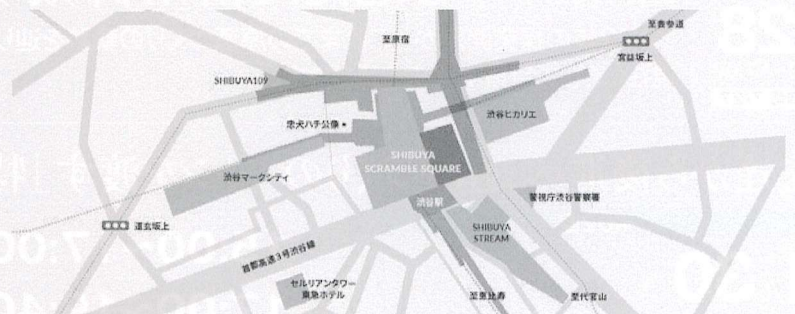 至表参道
至原宿
宮益坂上
SHIBUYA109
忠犬ハチ公像
渋谷ヒカリエ
SHIBUYA
SCRAMBLE SQUARE
渋谷マークシティ
渋谷駅
警視庁渋谷警察署
道玄坂上
SHIBUYA
STREAM
首都高速3号渋谷線
セルリアンタワー
東急ホテル
至恵比寿
至代官山